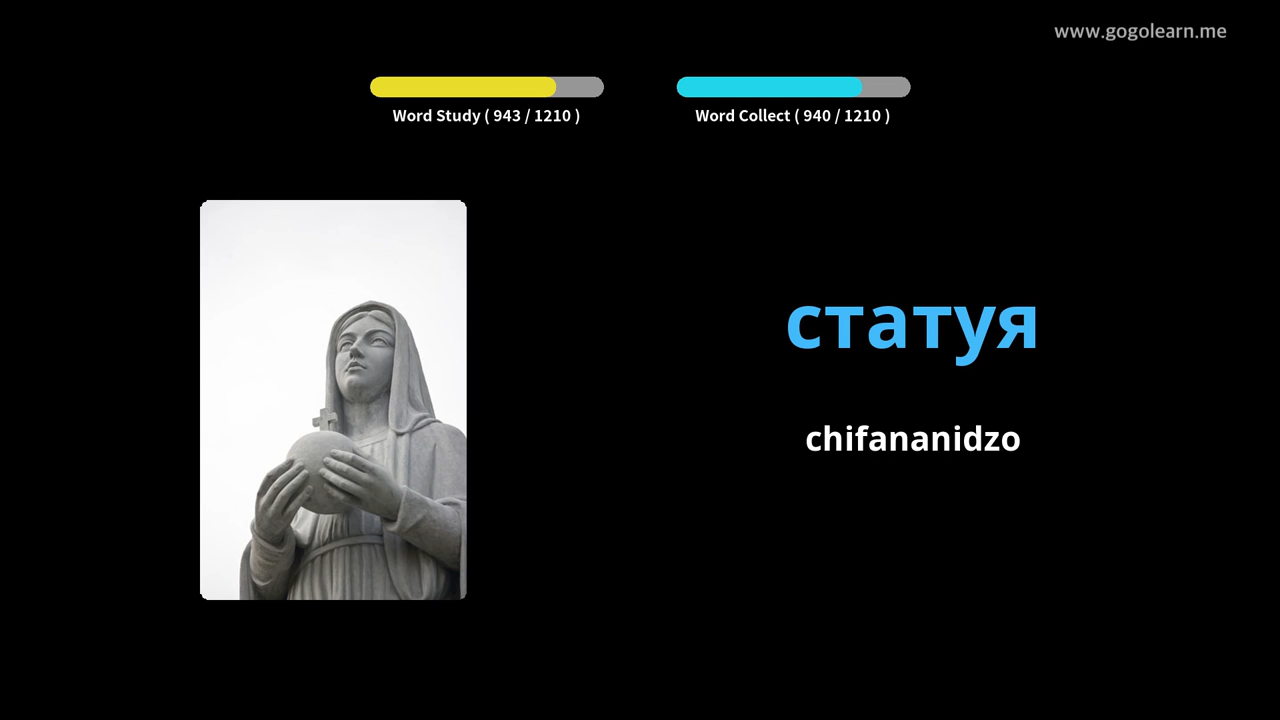 www.gogolearn.me
Word Study ( 943 / 1210 )
Word Collect ( 940 / 1210 )
статуя
chifananidzo